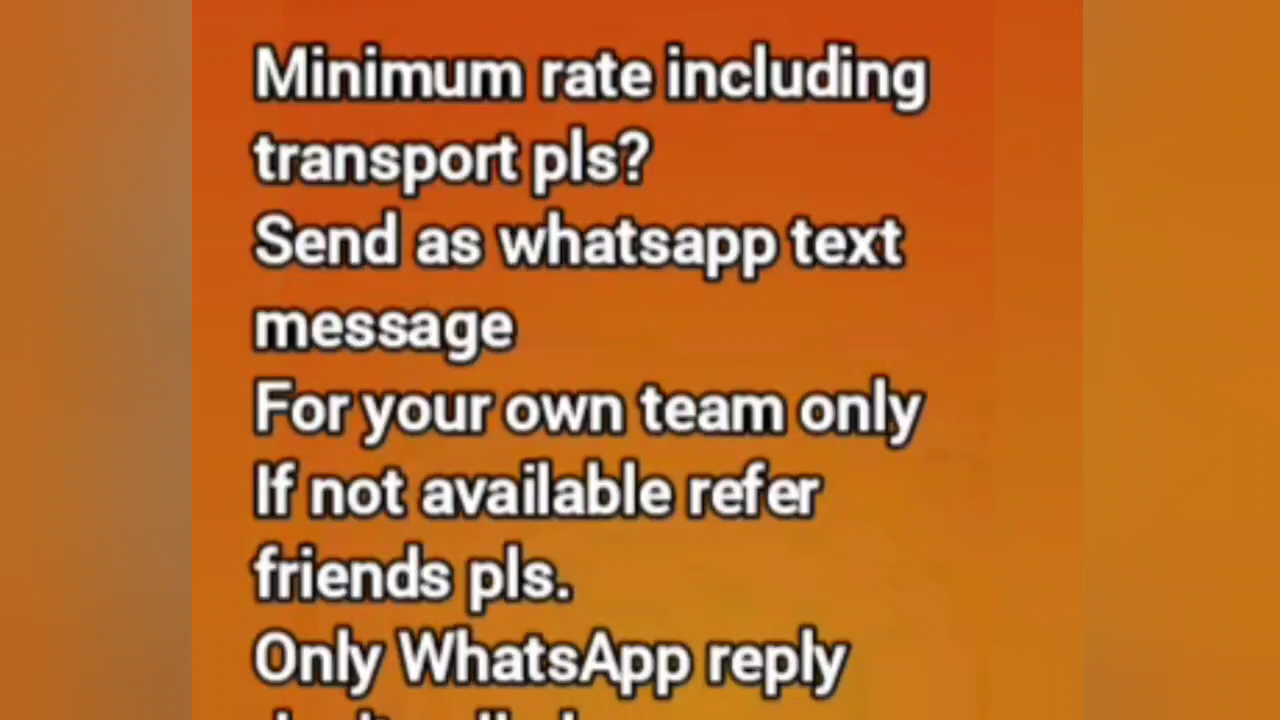 Minimum rate including
transport pls?
Send as whatsapp text
message
For your own team only
If not available refer
friends pls.
Only WhatsApp reply